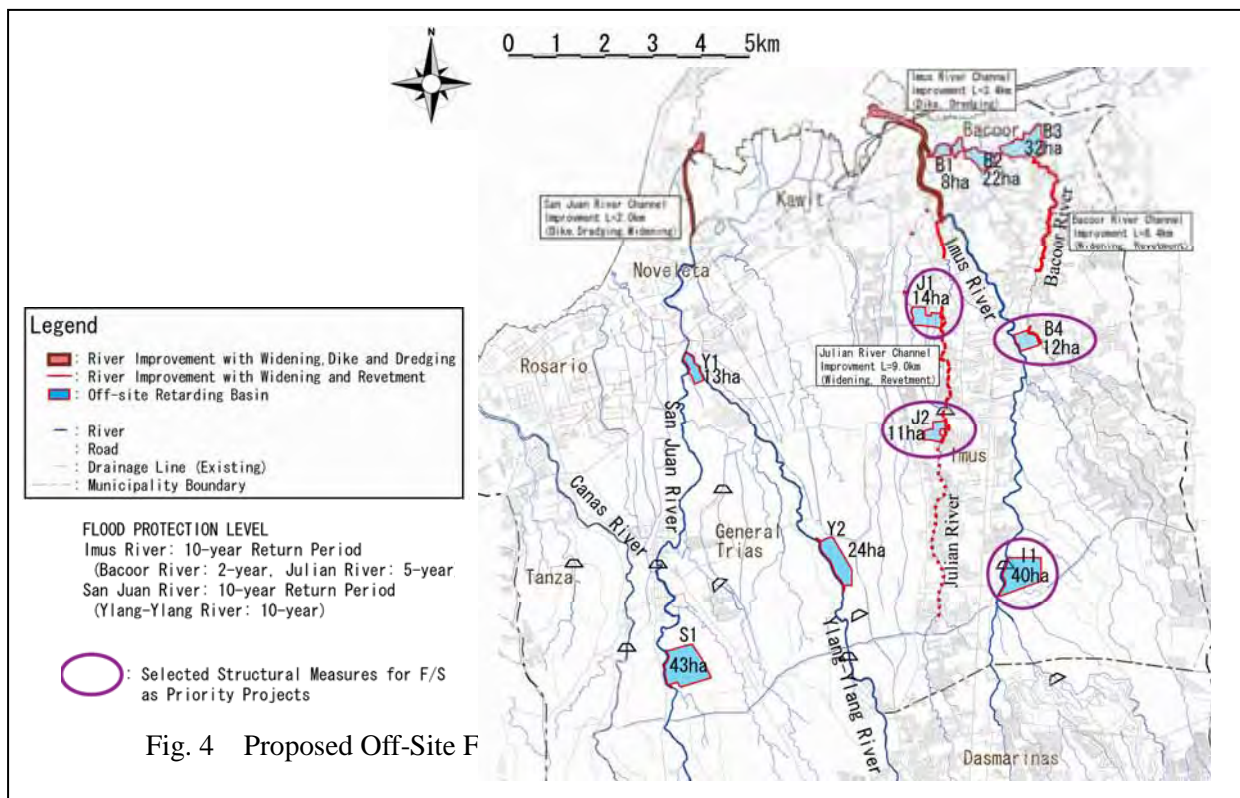 N
0 1 2 3 4 5km
Imus River Channel
Improvement L=3.4km
(Dike, Dredging)
Bacoor
B3
32ha
B1
8ha
B2
22ha
Kawit
San Juan River Channel
Improvment L=2.0km
(Dike,Dredging,Widening)
Bacoor River Channel
(Widening, Revetment)
Bacoor River
Imus River
Noveleta
J1
14ha
B4
12ha
Legend
: River Improvement with Widening,Dike and Dredging
: River Improvement with Widening and Revetment
: Off-site Retarding Basin
: River
: Road
: Drainage Line (Existing)
: Municipality Boundary
Rosario
Y1
13ha
Julian River Channel
Improvment L=9.0km
(Widening, Revetment)
J2
11ha
Imus
San Juan River
Canas River
General
Trias
Y2
24ha
Julian River
I1
40ha
Tanza
FLOOD PROTECTION LEVEL
Imus River: 10-year Return Period
(Bacoor River: 2-year, Julian River: 5-year
San Juan River: 10-year Return Period
(Ylang-Ylang River: 10-year)
S1
43ha
Ylang-Ylang River
: Selected Structural Measures for F/S
as Priority Projects
Dasmarinas
Fig. 4 Proposed Off-Site F